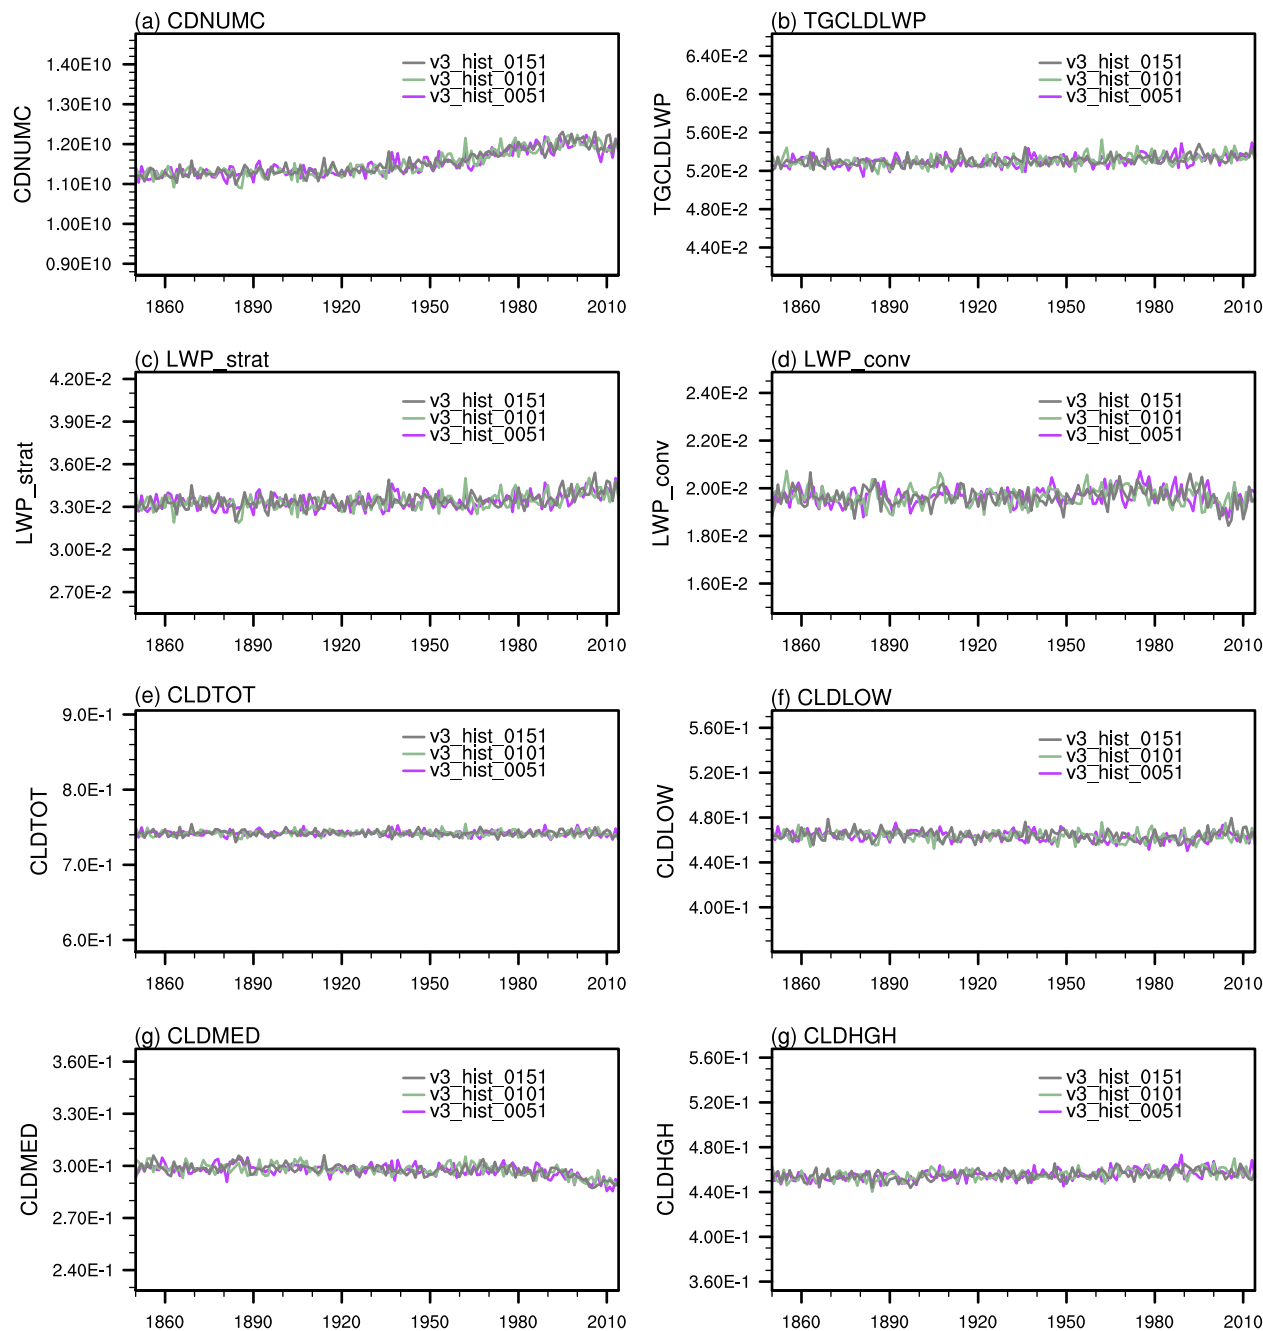 (a) CDNUMC
CDNUMC
1.40E10
1.30E10
1.20E10
1.10E10
1.00E10
0.90E10
v3_hist_0151
v3_hist_0101
v3_hist_0051
1860 1890 1920 1950 1980 2010
(b) TGCLDLWP
TGCLDLWP
6.40E-2
6.00E-2
5.60E-2
5.20E-2
4.80E-2
4.40E-2
v3_hist_0151
v3_hist_0101
v3_hist_0051
1860 1890 1920 1950 1980 2010
(c) LWP_strat
LWP_strat
4.20E-2
3.90E-2
3.60E-2
3.30E-2
3.00E-2
2.70E-2
v3_hist_0151
v3_hist_0101
v3_hist_0051
1860 1890 1920 1950 1980 2010
(d) LWP_conv
LWP_conv
2.40E-2
2.20E-2
2.00E-2
1.80E-2
1.60E-2
v3_hist_0151
v3_hist_0101
v3_hist_0051
1860 1890 1920 1950 1980 2010
(e) CLDTOT
CLDTOT
9.0E-1
8.0E-1
7.0E-1
6.0E-1
v3_hist_0151
v3_hist_0101
v3_hist_0051
1860 1890 1920 1950 1980 2010
(f) CLDLOW
CLDLOW
5.60E-1
5.20E-1
4.80E-1
4.40E-1
4.00E-1
v3_hist_0151
v3_hist_0101
v3_hist_0051
1860 1890 1920 1950 1980 2010
(g) CLDMED
CLDMED
3.60E-1
3.30E-1
3.00E-1
2.70E-1
2.40E-1
v3_hist_0151
v3_hist_0101
v3_hist_0051
1860 1890 1920 1950 1980 2010
(g) CLDHGH
CLDHGH
5.60E-1
5.20E-1
4.80E-1
4.40E-1
4.00E-1
3.60E-1
v3_hist_0151
v3_hist_0101
v3_hist_0051
1860 1890 1920 1950 1980 2010